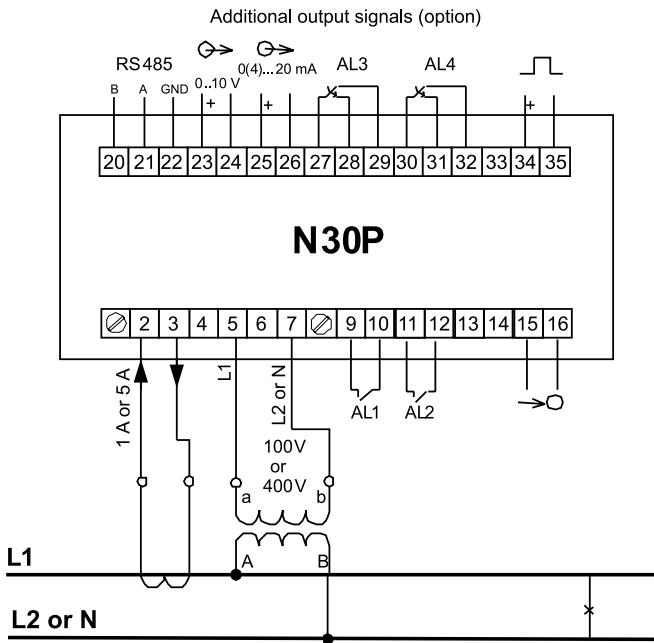 Additional output signals (option)
RS485
0(4)...20 mA
AL3
AL4
B A GND
0..10 V
+
+
+
20 21 22 23 24 25 26 27 28 29 30 31 32 33 34 35
N30P
2 3 4 5 6 7 9 10 11 12 13 14 15 16
1 A or 5 A
L1
L2 or N
AL1
AL2
100V
or
400V
a
b
A
B
L1
L2 or N